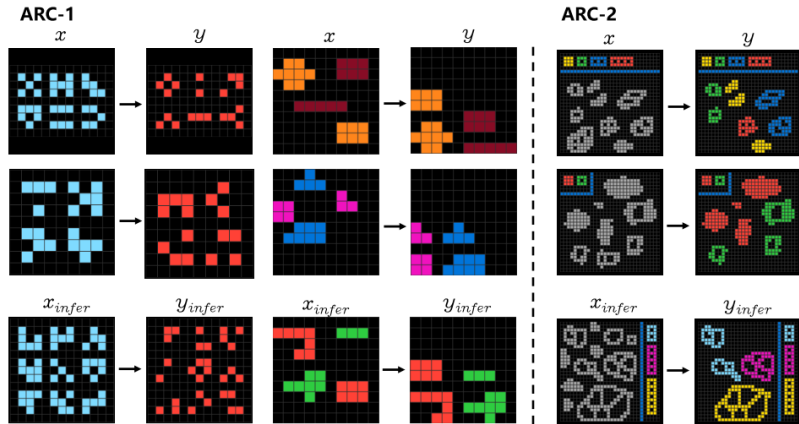 ARC-1 ARC-2
x y x y x y
x_infer y_infer x_infer y_infer x_infer y_infer